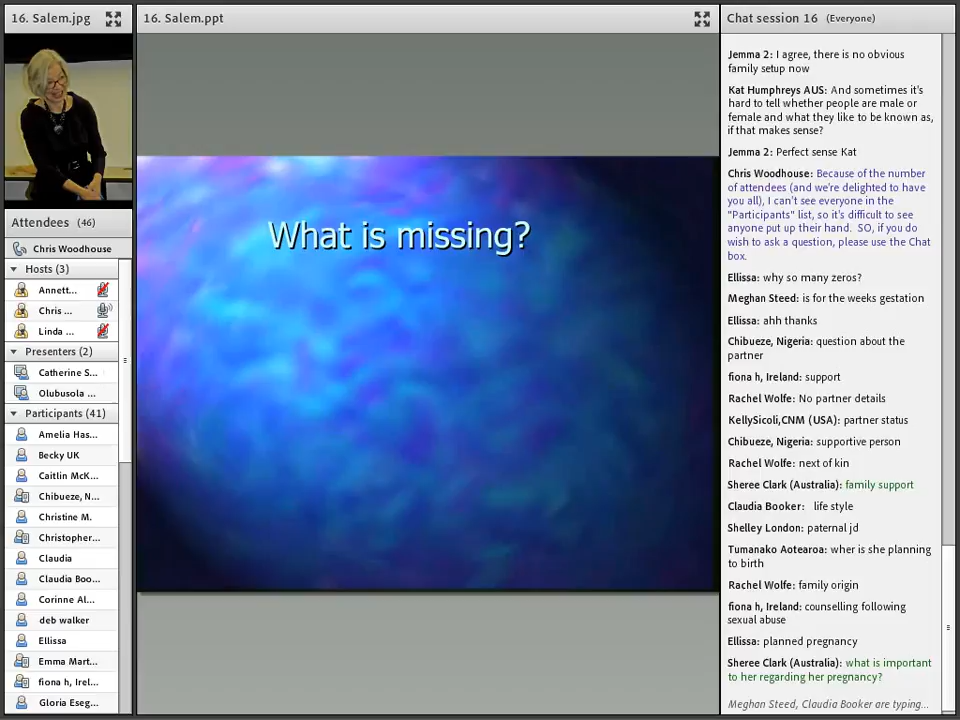 16. Salem.jpg
Attendees (46)
Chris Woodhouse
Hosts (3)
Annett...
Chris ...
Linda ...
Presenters (2)
Catherine S...
Olubusola ...
Participants (41)
Amelia Has...
Becky UK
Caitlin McK...
Chibueze, N...
Christine M.
Christopher...
Claudia
Claudia Boo...
Corinne Al...
deb walker
Ellissa
Emma Mart...
fiona h, Irel...
Gloria Eseg...
16. Salem.ppt
What is missing?
Chat session 16 (Everyone)
Jemma 2: I agree, there is no obvious
family setup now
Kat Humphreys AUS: And sometimes it's
hard to tell whether people are male or
female and what they like to be known as,
if that makes sense?
Jemma 2: Perfect sense Kat
Chris Woodhouse: Because of the number
of attendees (and we're delighted to have
you all), I can't see everyone in the
"Participants" list, so it's difficult to see
anyone put up their hand. SO, if you do
wish to ask a question, please use the Chat
box.
Ellissa: why so many zeros?
Meghan Steed: is for the weeks gestation
Ellissa: ahh thanks
Chibueze, Nigeria: question about the
partner
fiona h, Ireland: support
Rachel Wolfe: No partner details
KellySicoli,CNM (USA): partner status
Chibueze, Nigeria: supportive person
Rachel Wolfe: next of kin
Sheree Clark (Australia): family support
Claudia Booker: life style
Shelley London: paternal jd
Tumanako Aotearoa: wher is she planning
to birth
Rachel Wolfe: family origin
fiona h, Ireland: counselling following
sexual abuse
Ellissa: planned pregnancy
Sheree Clark (Australia): what is important
to her regarding her pregnancy?
Meghan Steed, Claudia Booker are typing...